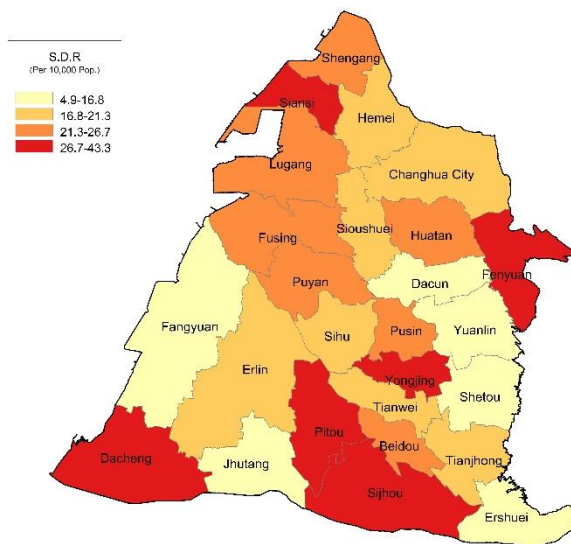 S.D.R
(Per 10,000 Pop.)
4.9-16.8
16.8-21.3
21.3-26.7
26.7-43.3
Shengang
Siansi
Hemei
Lugang
Changhua City
Sioushuei
Huatan
Fusing
Fenyuan
Puyan
Dacun
Fangyuan
Sihu
Pusin
Yuanlin
Erlin
Yongjing
Shetou
Tianwei
Pitou
Beidou
Dacheng
Jhutang
Tianjhong
Sijhou
Ershuei